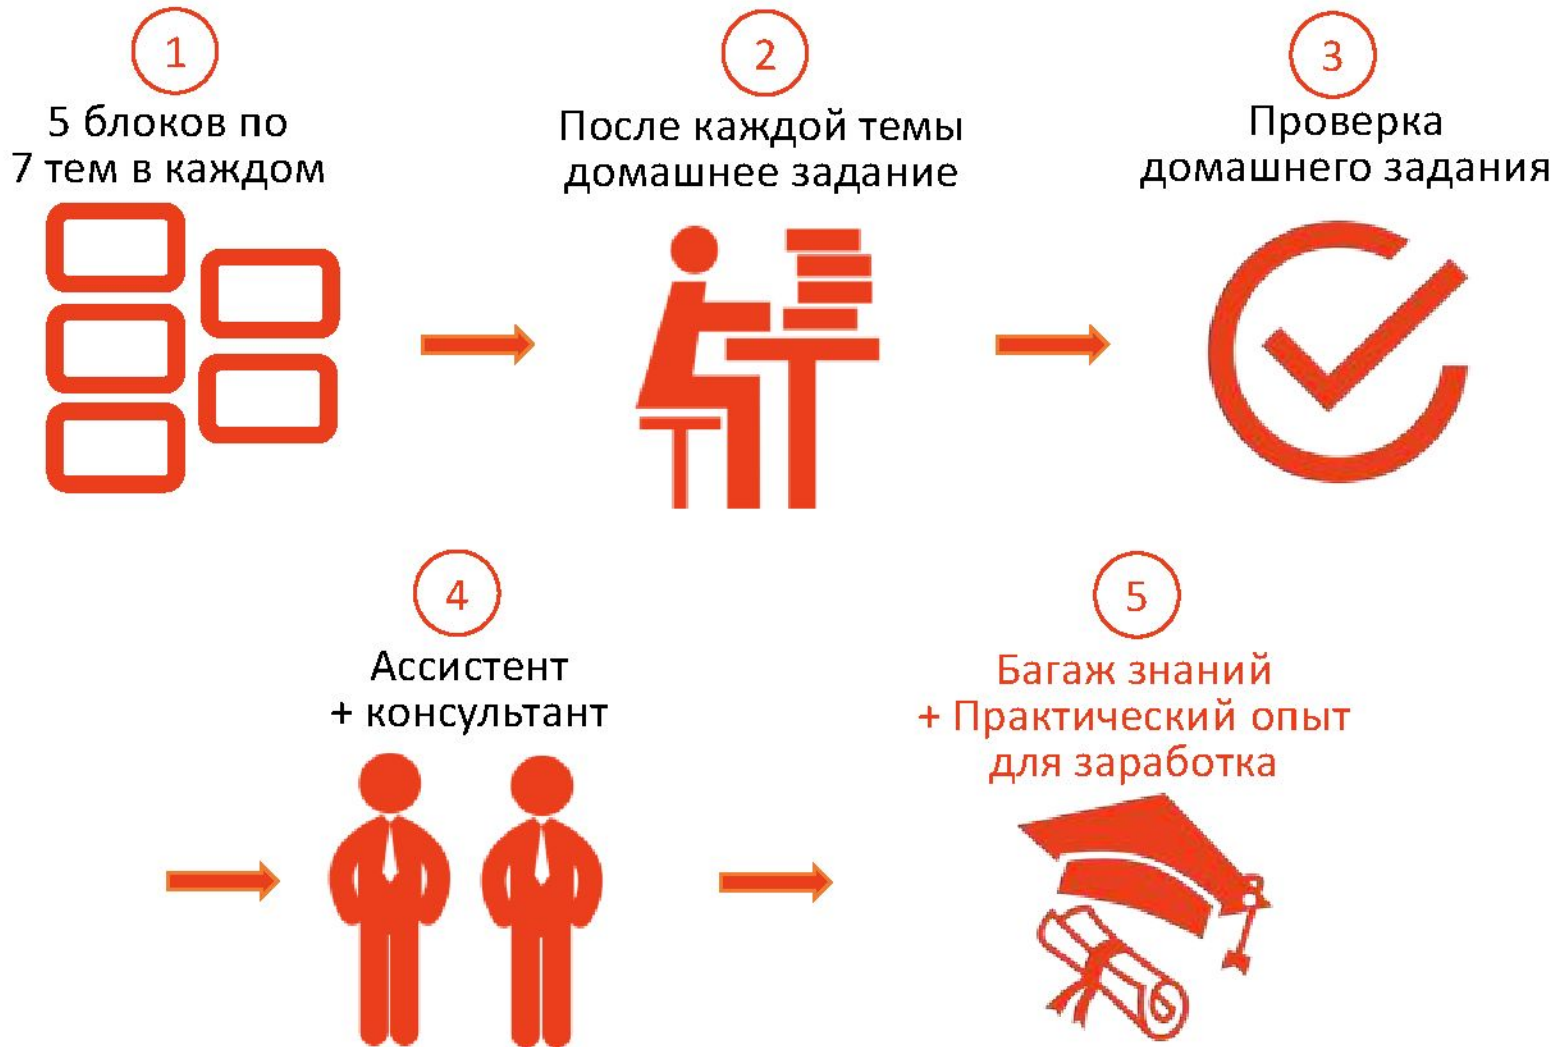 1
5 блоков по
7 тем в каждом
2
После каждой темы
домашнее задание
3
Проверка
домашнего задания
4
Ассистент
+ консультант
5
Багаж знаний
+ Практический опыт
для заработка